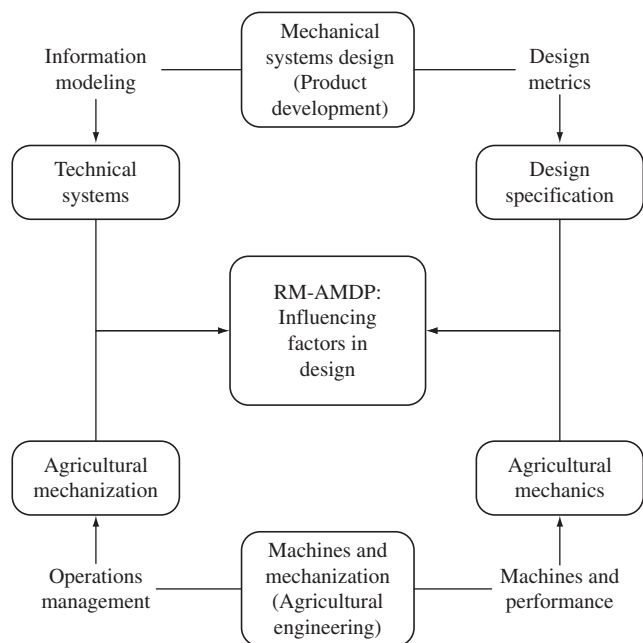 Information
modeling
Mechanical
systems design
(Product
development)
Design
metrics
Technical
systems
Design
specification
RM-AMDP:
Influencing
factors in
design
Agricultural
mechanization
Agricultural
mechanics
Operations
management
Machines and
mechanization
(Agricultural
engineering)
Machines and
performance